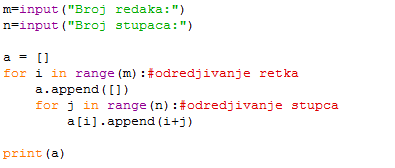 m=input("Broj redaka:")
n=input("Broj stupaca:")

a = []
for i in range(m):#odredjivanje retka
    a.append([])
    for j in range(n):#odredjivanje stupca
        a[i].append(i+j)

print(a)